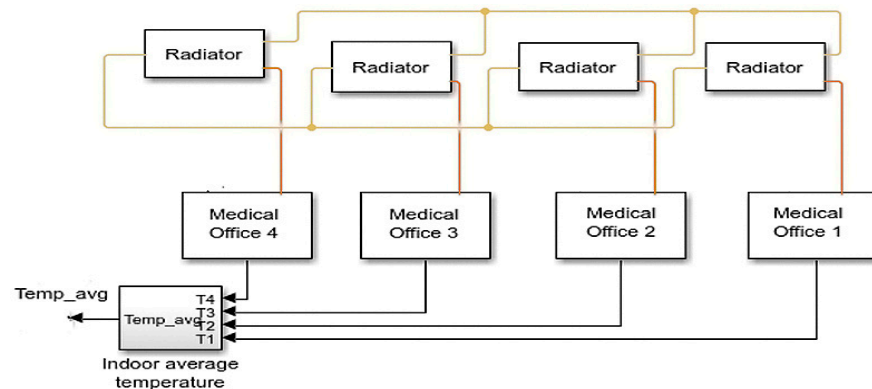 Radiator
Radiator
Radiator
Radiator
Medical
Office 4
Medical
Office 3
Medical
Office 2
Medical
Office 1
Temp_avg
Temp_avg
T4
T3
T2
T1
Indoor average
temperature